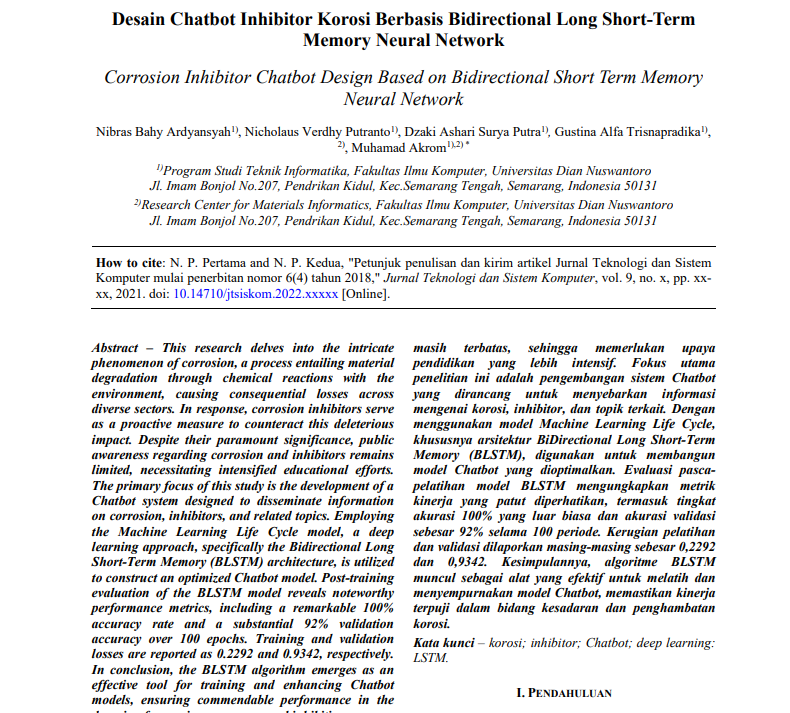 Desain Chatbot Inhibitor Korosi Berbasis Bidirectional Long Short-Term
Memory Neural Network
Corrosion Inhibitor Chatbot Design Based on Bidirectional Short Term Memory
Neural Network
Nibras Bahy Ardyansyah1), Nicholaus Verdhy Putranto1), Dzaki Ashari Surya Putra1), Gustina Alfa Trisnapradika1),
2), Muhamad Akrom1),2) *
1)Program Studi Teknik Informatika, Fakultas Ilmu Komputer, Universitas Dian Nuswantoro
Jl. Imam Bonjol No.207, Pendrikan Kidul, Kec.Semarang Tengah, Semarang, Indonesia 50131
2)Research Center for Materials Informatics, Fakultas Ilmu Komputer, Universitas Dian Nuswantoro
Jl. Imam Bonjol No.207, Pendrikan Kidul, Kec.Semarang Tengah, Semarang, Indonesia 50131
How to cite: N. P. Pertama and N. P. Kedua, "Petunjuk penulisan dan kirim artikel Jurnal Teknologi dan Sistem
Komputer mulai penerbitan nomor 6(4) tahun 2018," Jurnal Teknologi dan Sistem Komputer, vol. 9, no. x, pp. xx-
xx, 2021. doi: 10.14710/jtsiskom.2022.xxxxx [Online].
Abstract – This research delves into the intricate
phenomenon of corrosion, a process entailing material
degradation through chemical reactions with the
environment, causing consequential losses across
diverse sectors. In response, corrosion inhibitors serve
as a proactive measure to counteract this deleterious
impact. Despite their paramount significance, public
awareness regarding corrosion and inhibitors remains
limited, necessitating intensified educational efforts.
The primary focus of this study is the development of a
Chatbot system designed to disseminate information
on corrosion, inhibitors, and related topics. Employing
the Machine Learning Life Cycle model, a deep
learning approach, specifically the Bidirectional Long
Short-Term Memory (BLSTM) architecture, is utilized
to construct an optimized Chatbot model. Post-training
evaluation of the BLSTM model reveals noteworthy
performance metrics, including a remarkable 100%
accuracy rate and a substantial 92% validation
accuracy over 100 epochs. Training and validation
losses are reported as 0.2292 and 0.9342, respectively.
In conclusion, the BLSTM algorithm emerges as an
effective tool for training and enhancing Chatbot
models, ensuring commendable performance in the
masih terbatas, sehingga memerlukan upaya
pendidikan yang lebih intensif. Fokus utama
penelitian ini adalah pengembangan sistem Chatbot
yang dirancang untuk menyebarkan informasi
mengenai korosi, inhibitor, dan topik terkait. Dengan
menggunakan model Machine Learning Life Cycle,
khususnya arsitektur BiDirectional Long Short-Term
Memory (BLSTM), digunakan untuk membangun
model Chatbot yang dioptimalkan. Evaluasi pasca-
pelatihan model BLSTM mengungkapkan metrik
kinerja yang patut diperhatikan, termasuk tingkat
akurasi 100% yang luar biasa dan akurasi validasi
sebesar 92% selama 100 periode. Kerugian pelatihan
dan validasi dilaporkan masing-masing sebesar 0,2292
dan 0,9342. Kesimpulannya, algoritme BLSTM
muncul sebagai alat yang efektif untuk melatih dan
menyempurnakan model Chatbot, memastikan kinerja
terpuji dalam bidang kesadaran dan penghambatan
korosi.
Kata kunci – korosi; inhibitor; Chatbot; deep learning:
LSTM.
I. PENDAHULUAN